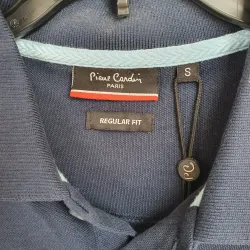 Pierre Cardin
PARIS
S
REGULAR FIT